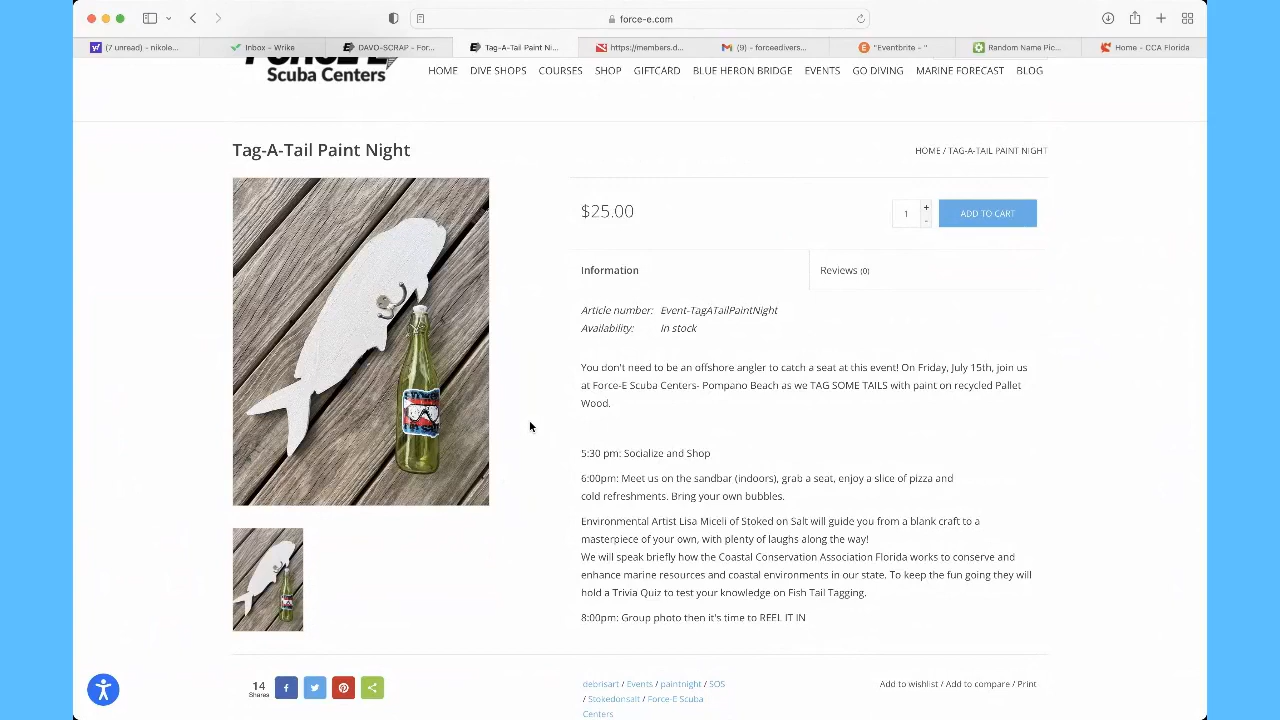 force-e.com
(7 unread) - nikole...
Inbox – Wrike
DAVO-SCRAP - For...
Tag-A-Tail Paint Ni...
https://members.d...
(9) - forceedivers...
"Eventbrite - "
Random Name Pic...
Home - CCA Florida
Scuba Centers
HOME DIVE SHOPS COURSES SHOP GIFTCARD BLUE HERON BRIDGE EVENTS GO DIVING MARINE FORECAST BLOG
Tag-A-Tail Paint Night
HOME / TAG-A-TAIL PAINT NIGHT
$25.00
1
+
-
ADD TO CART
Information
Reviews (0)
Article number: Event-TagATailPaintNight
Availability: In stock
You don't need to be an offshore angler to catch a seat at this event! On Friday, July 15th, join us
at Force-E Scuba Centers- Pompano Beach as we TAG SOME TAILS with paint on recycled Pallet
Wood.
5:30 pm: Socialize and Shop
6:00pm: Meet us on the sandbar (indoors), grab a seat, enjoy a slice of pizza and
cold refreshments. Bring your own bubbles.
Environmental Artist Lisa Miceli of Stoked on Salt will guide you from a blank craft to a
masterpiece of your own, with plenty of laughs along the way!
We will speak briefly how the Coastal Conservation Association Florida works to conserve and
enhance marine resources and coastal environments in our state. To keep the fun going they will
hold a Trivia Quiz to test your knowledge on Fish Tail Tagging.
8:00pm: Group photo then it's time to REEL IT IN
14
Shares
debrisart / Events / paintnight / SOS
/ Stokedonsalt / Force-E Scuba
Centers
Add to wishlist / Add to compare / Print